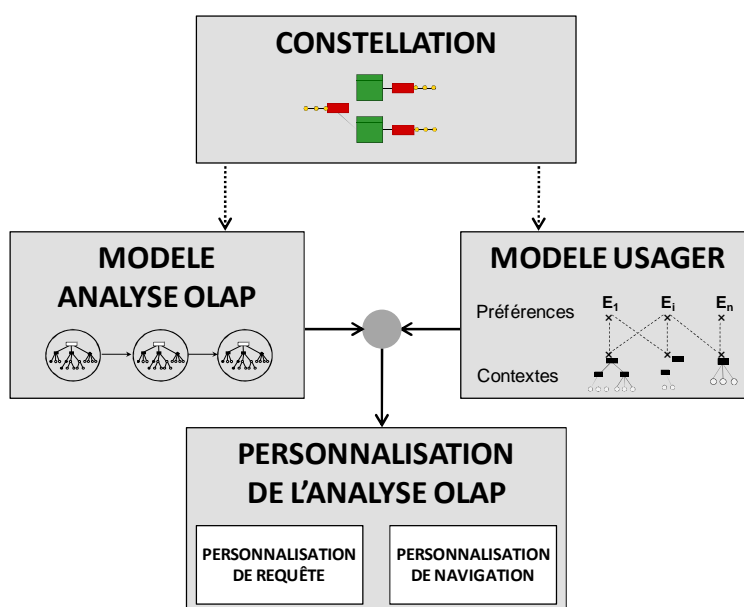 CONSTELLATION
MODELE
ANALYSE OLAP
MODELE USAGER
Préférences
E1 Ei En
Contextes
PERSONNALISATION
DE L'ANALYSE OLAP
PERSONNALISATION
DE REQUÊTE
PERSONNALISATION
DE NAVIGATION